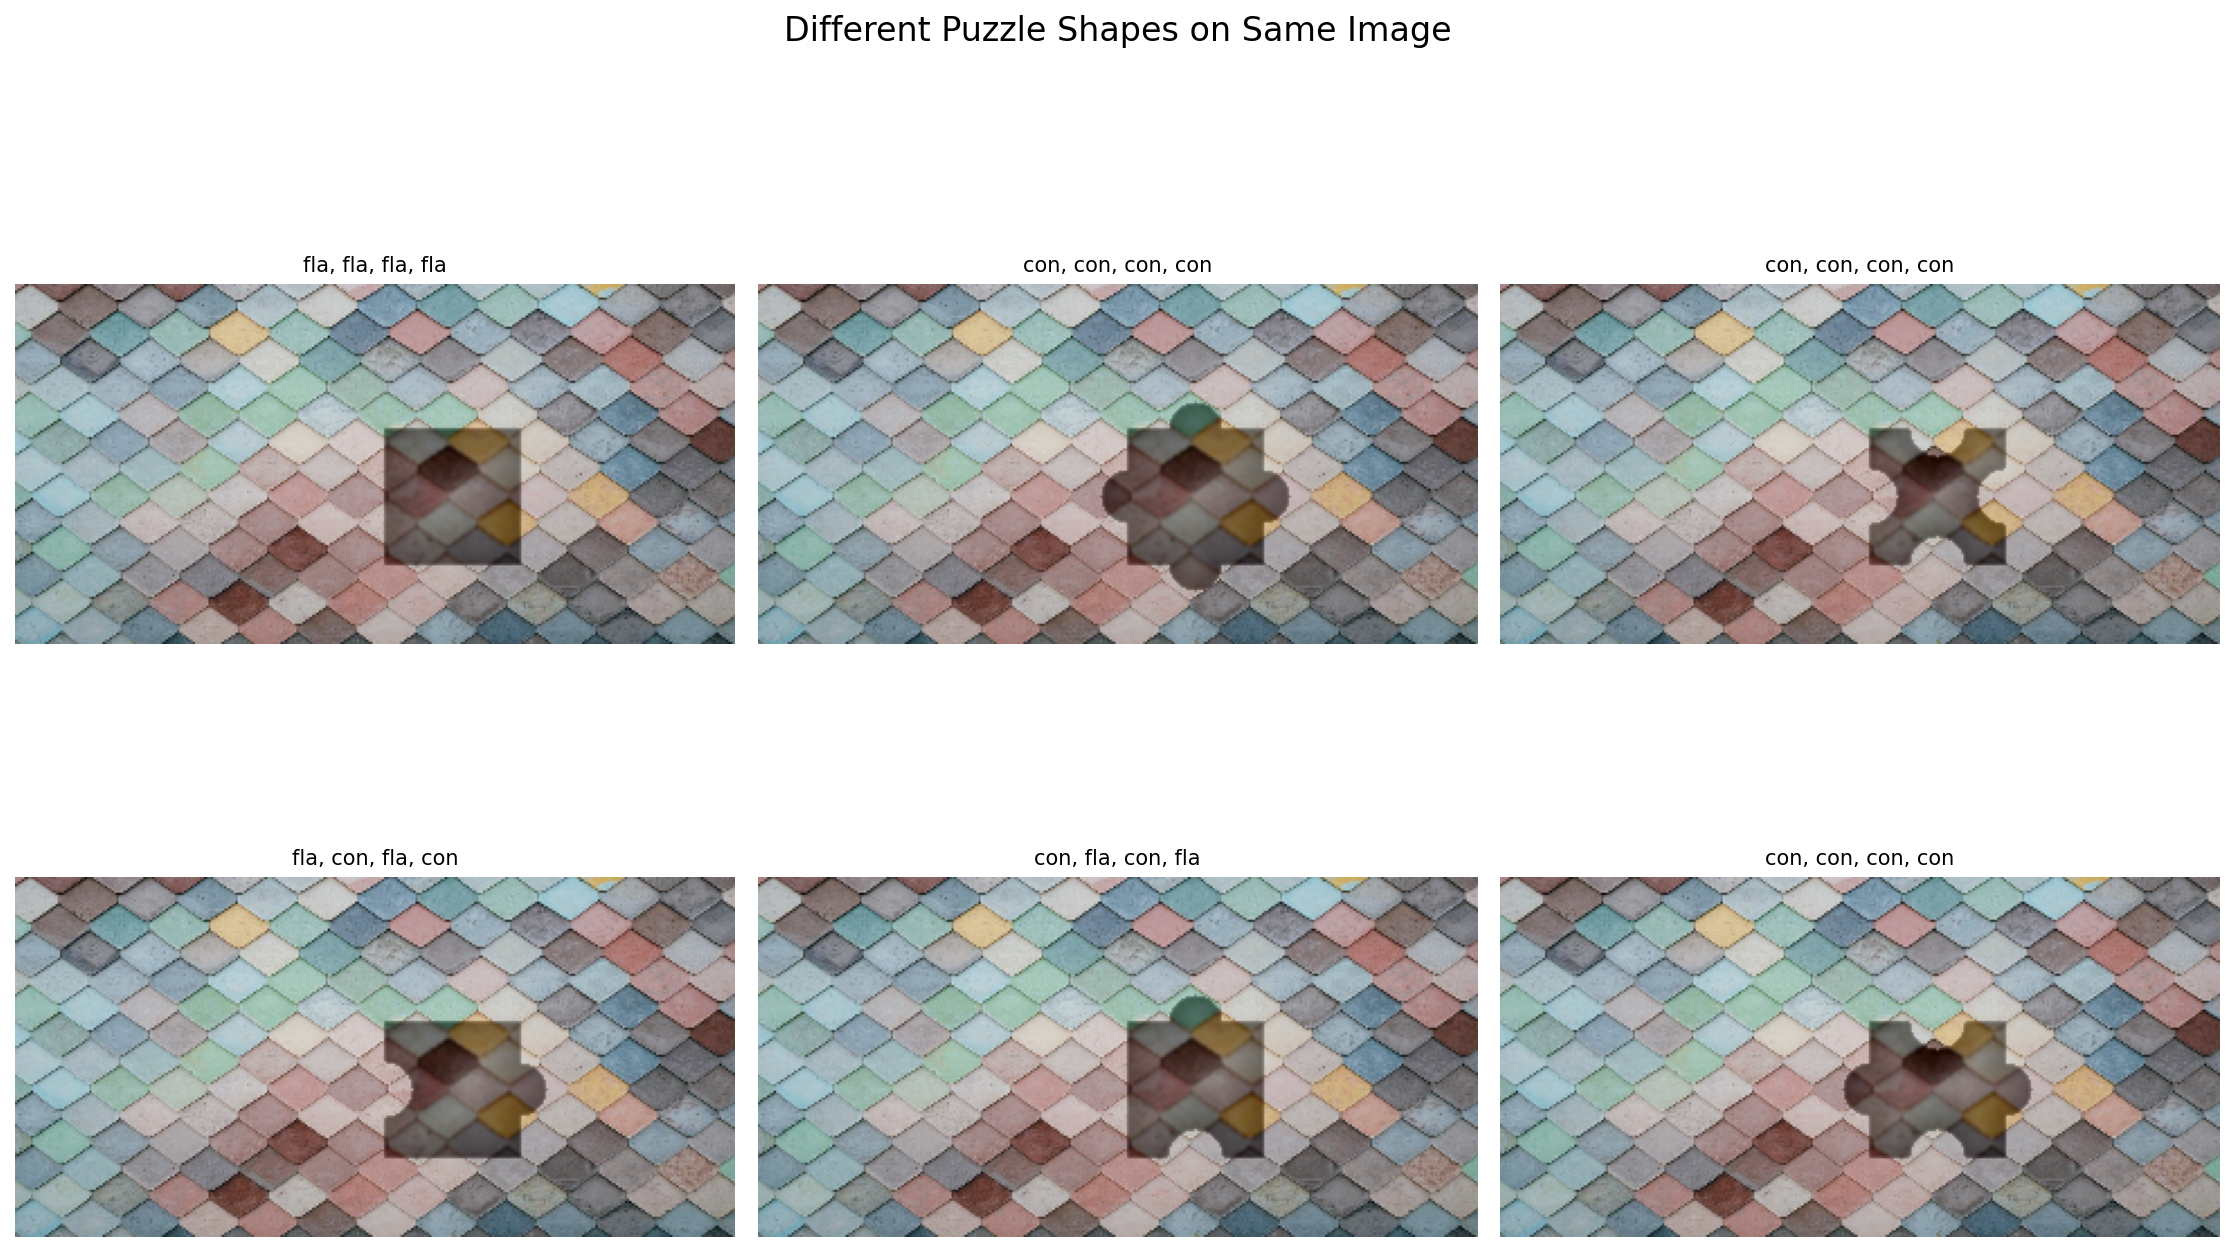 Different Puzzle Shapes on Same Image
fla, fla, fla, fla
con, con, con, con
con, con, con, con
fla, con, fla, con
con, fla, con, fla
con, con, con, con